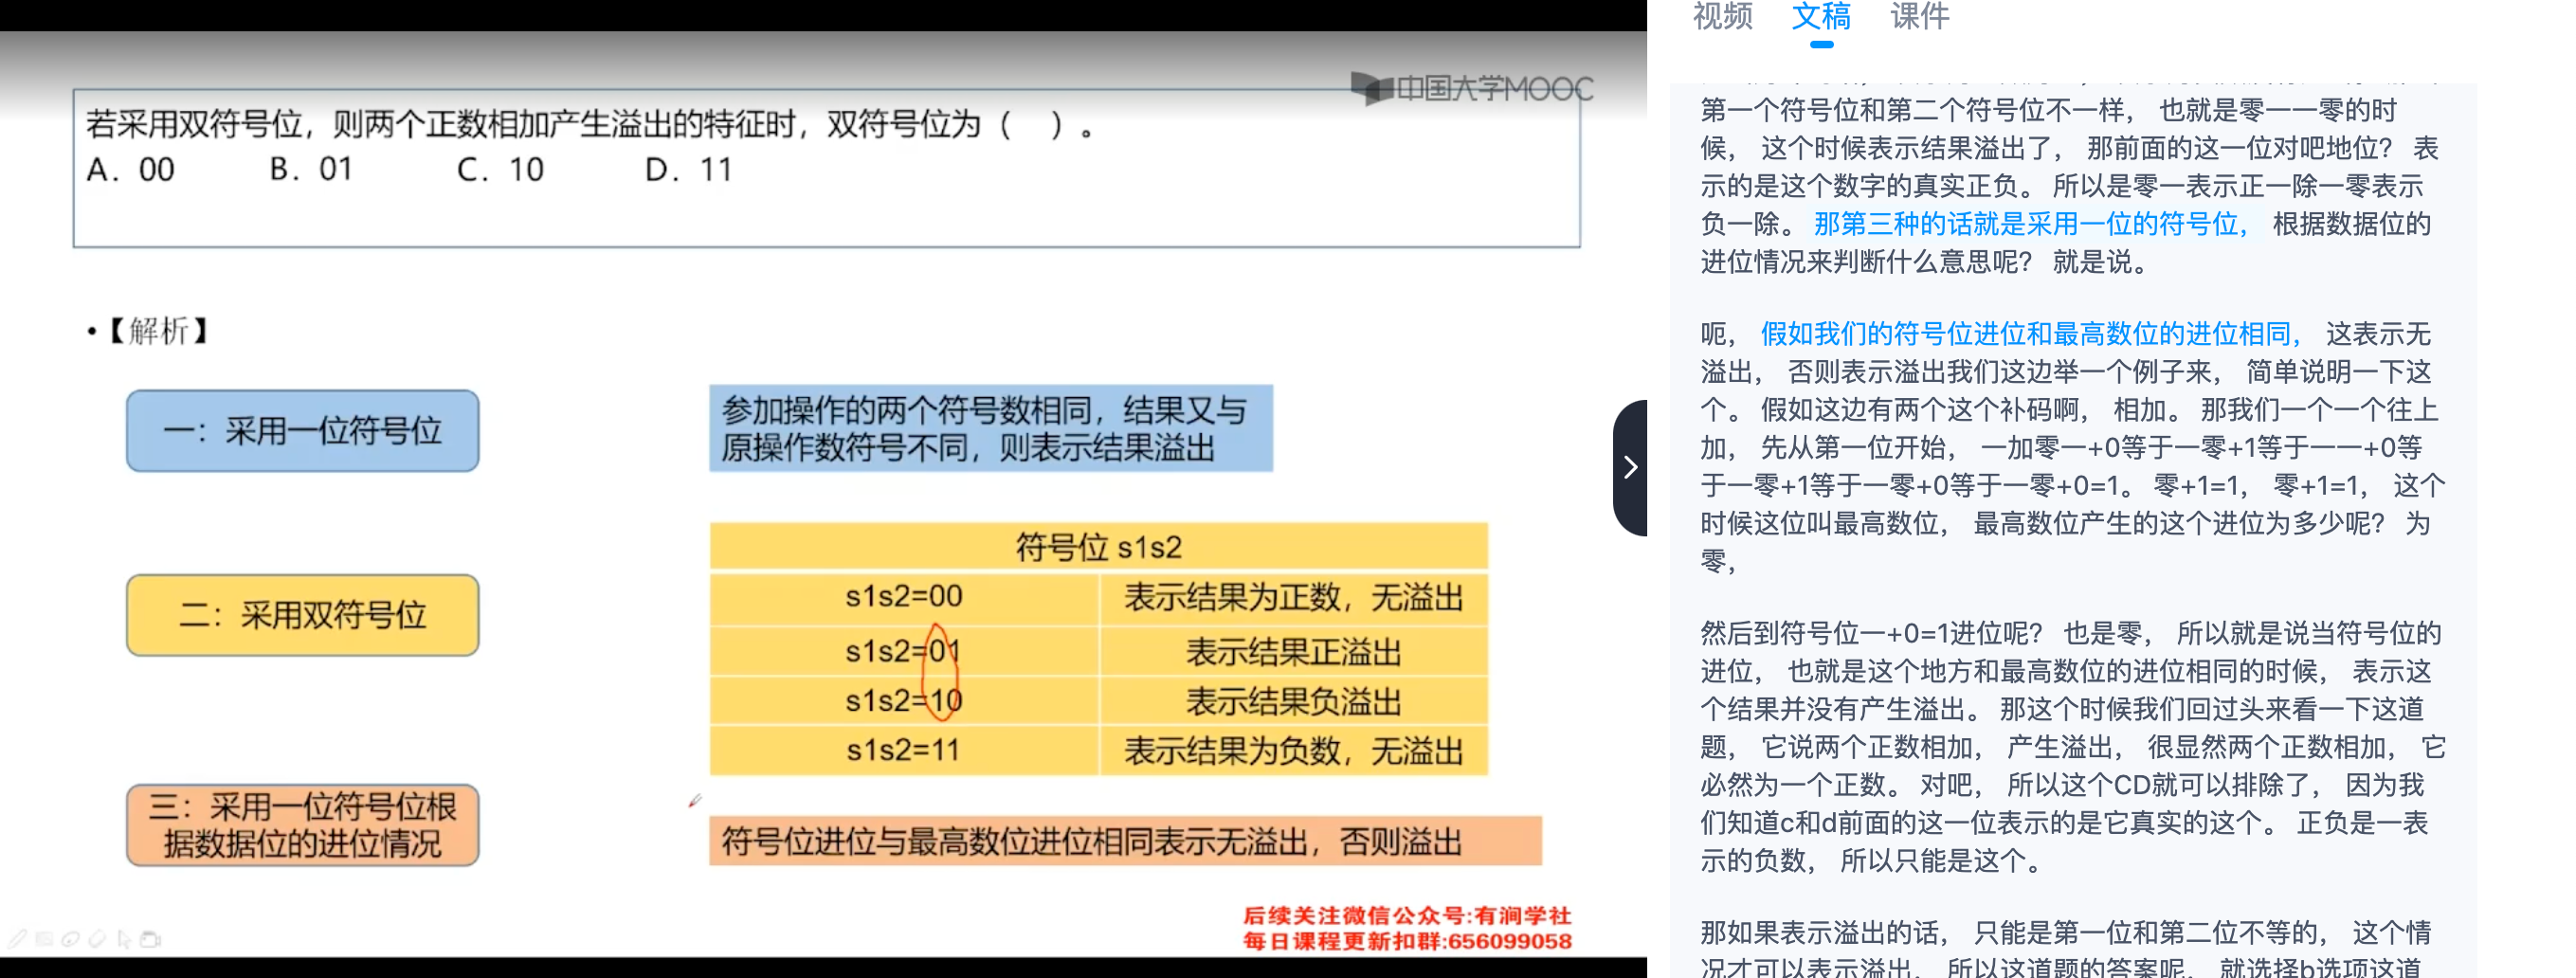 中国大学MOOC
若采用双符号位，则两个正数相加产生溢出的特征时，双符号位为（ ）。
A. 00 B. 01 C. 10 D. 11
•【解析】
一：采用一位符号位
参加操作的两个符号数相同，结果又与
原操作数符号不同，则表示结果溢出
二：采用双符号位
符号位 s1s2
s1s2=00 表示结果为正数，无溢出
s1s2=01 表示结果正溢出
s1s2=10 表示结果负溢出
s1s2=11 表示结果为负数，无溢出
三：采用一位符号位根
据数据位的进位情况
符号位进位与最高数位进位相同表示无溢出，否则溢出
后续关注微信公众号:有涧学社
每日课程更新扣群:656099058
视频 文稿 课件
第一个符号位和第二个符号位不一样， 也就是零一一零的时
候， 这个时候表示结果溢出了， 那前面的这一位对吧地位？ 表
示的是这个数字的真实正负。 所以是零一表示正一除一零表示
负一除。 那第三种的话就是采用一位的符号位， 根据数据位的
进位情况来判断什么意思呢？ 就是说。
呃， 假如我们的符号位进位和最高数位的进位相同， 这表示无
溢出， 否则表示溢出我们这边举一个例子来， 简单说明一下这
个。 假如这边有两个这个补码啊， 相加。 那我们一个一个往上
加， 先从第一位开始， 一加零一+0等于一零+1等于一一+0等
于一零+1等于一零+0等于一零+0=1。 零+1=1， 零+1=1， 这个
时候这位叫最高数位， 最高数位产生的这个进位为多少呢？ 为
零，
然后到符号位一+0=1进位呢？ 也是零， 所以就是说当符号位的
进位， 也就是这个地方和最高数位的进位相同的时候， 表示这
个结果并没有产生溢出。 那这个时候我们回过头来看一下这道
题， 它说两个正数相加， 产生溢出， 很显然两个正数相加， 它
必然为一个正数。 对吧， 所以这个CD就可以排除了， 因为我
们知道c和d前面的这一位表示的是它真实的这个。 正负是一表
示的负数， 所以只能是这个。
那如果表示溢出的话， 只能是第一位和第二位不等的， 这个情
况才可以表示溢出， 所以这道题的答案呢， 就选择b选项这道